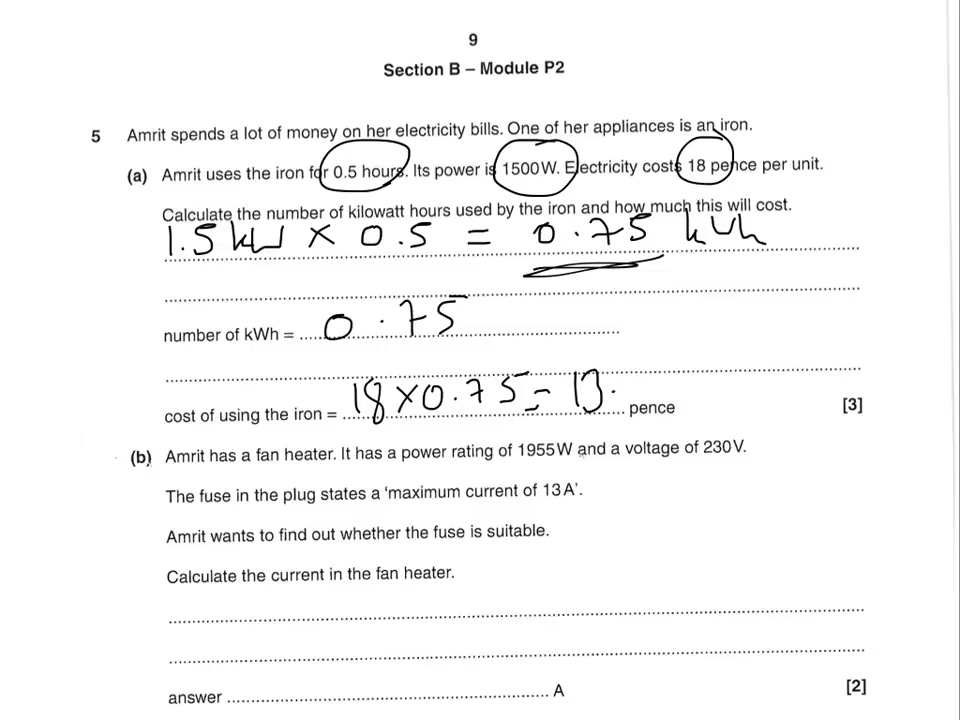 9
Section B – Module P2
5 Amrit spends a lot of money on her electricity bills. One of her appliances is an iron.
(a) Amrit uses the iron for 0.5 hours. Its power is 1500W. Electricity costs 18 pence per unit.
Calculate the number of kilowatt hours used by the iron and how much this will cost.
1.5 kW × 0.5 = 0.75 kWh
number of kWh = 0.75
cost of using the iron = 18 × 0.75 = 13. pence [3]
(b) Amrit has a fan heater. It has a power rating of 1955W and a voltage of 230V.
The fuse in the plug states a ‘maximum current of 13A’.
Amrit wants to find out whether the fuse is suitable.
Calculate the current in the fan heater.
answer ........................................ A [2]